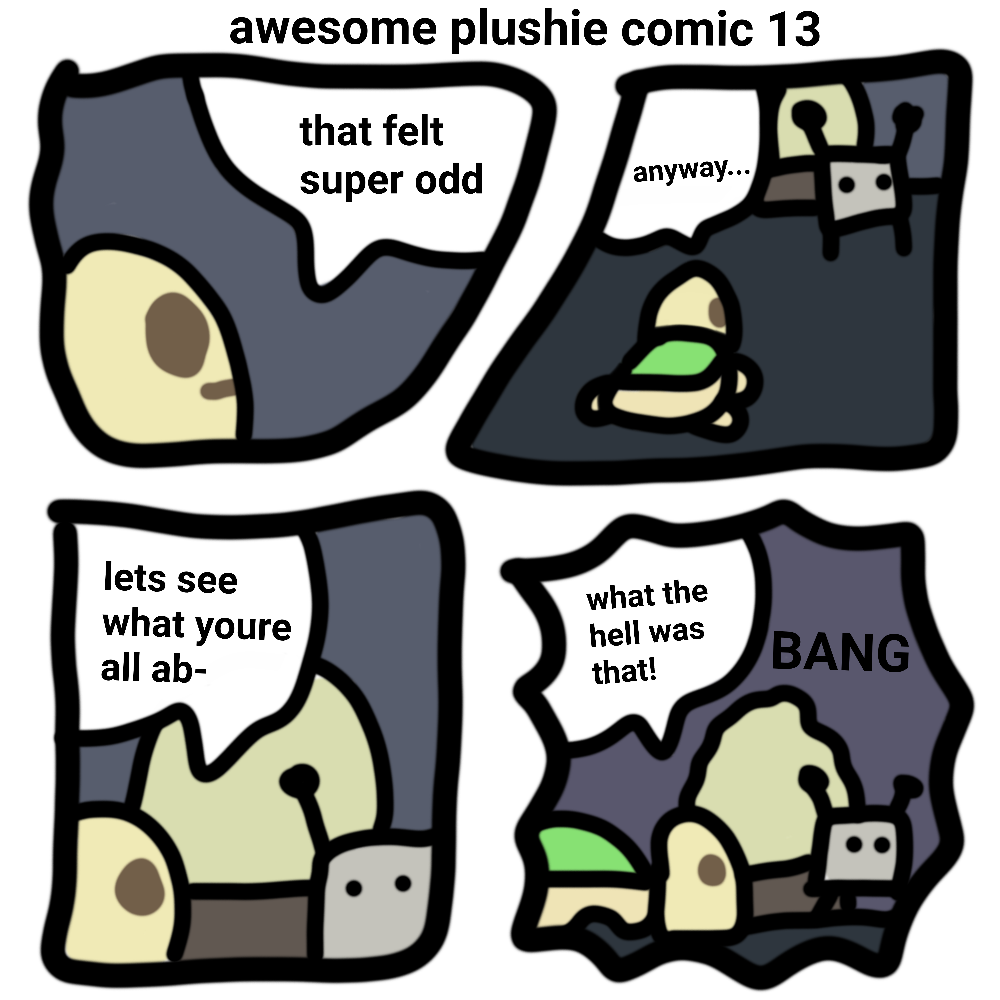 awesome plushie comic 13
that felt
super odd
anyway...
lets see
what youre
all ab-
what the
hell was
that!
BANG